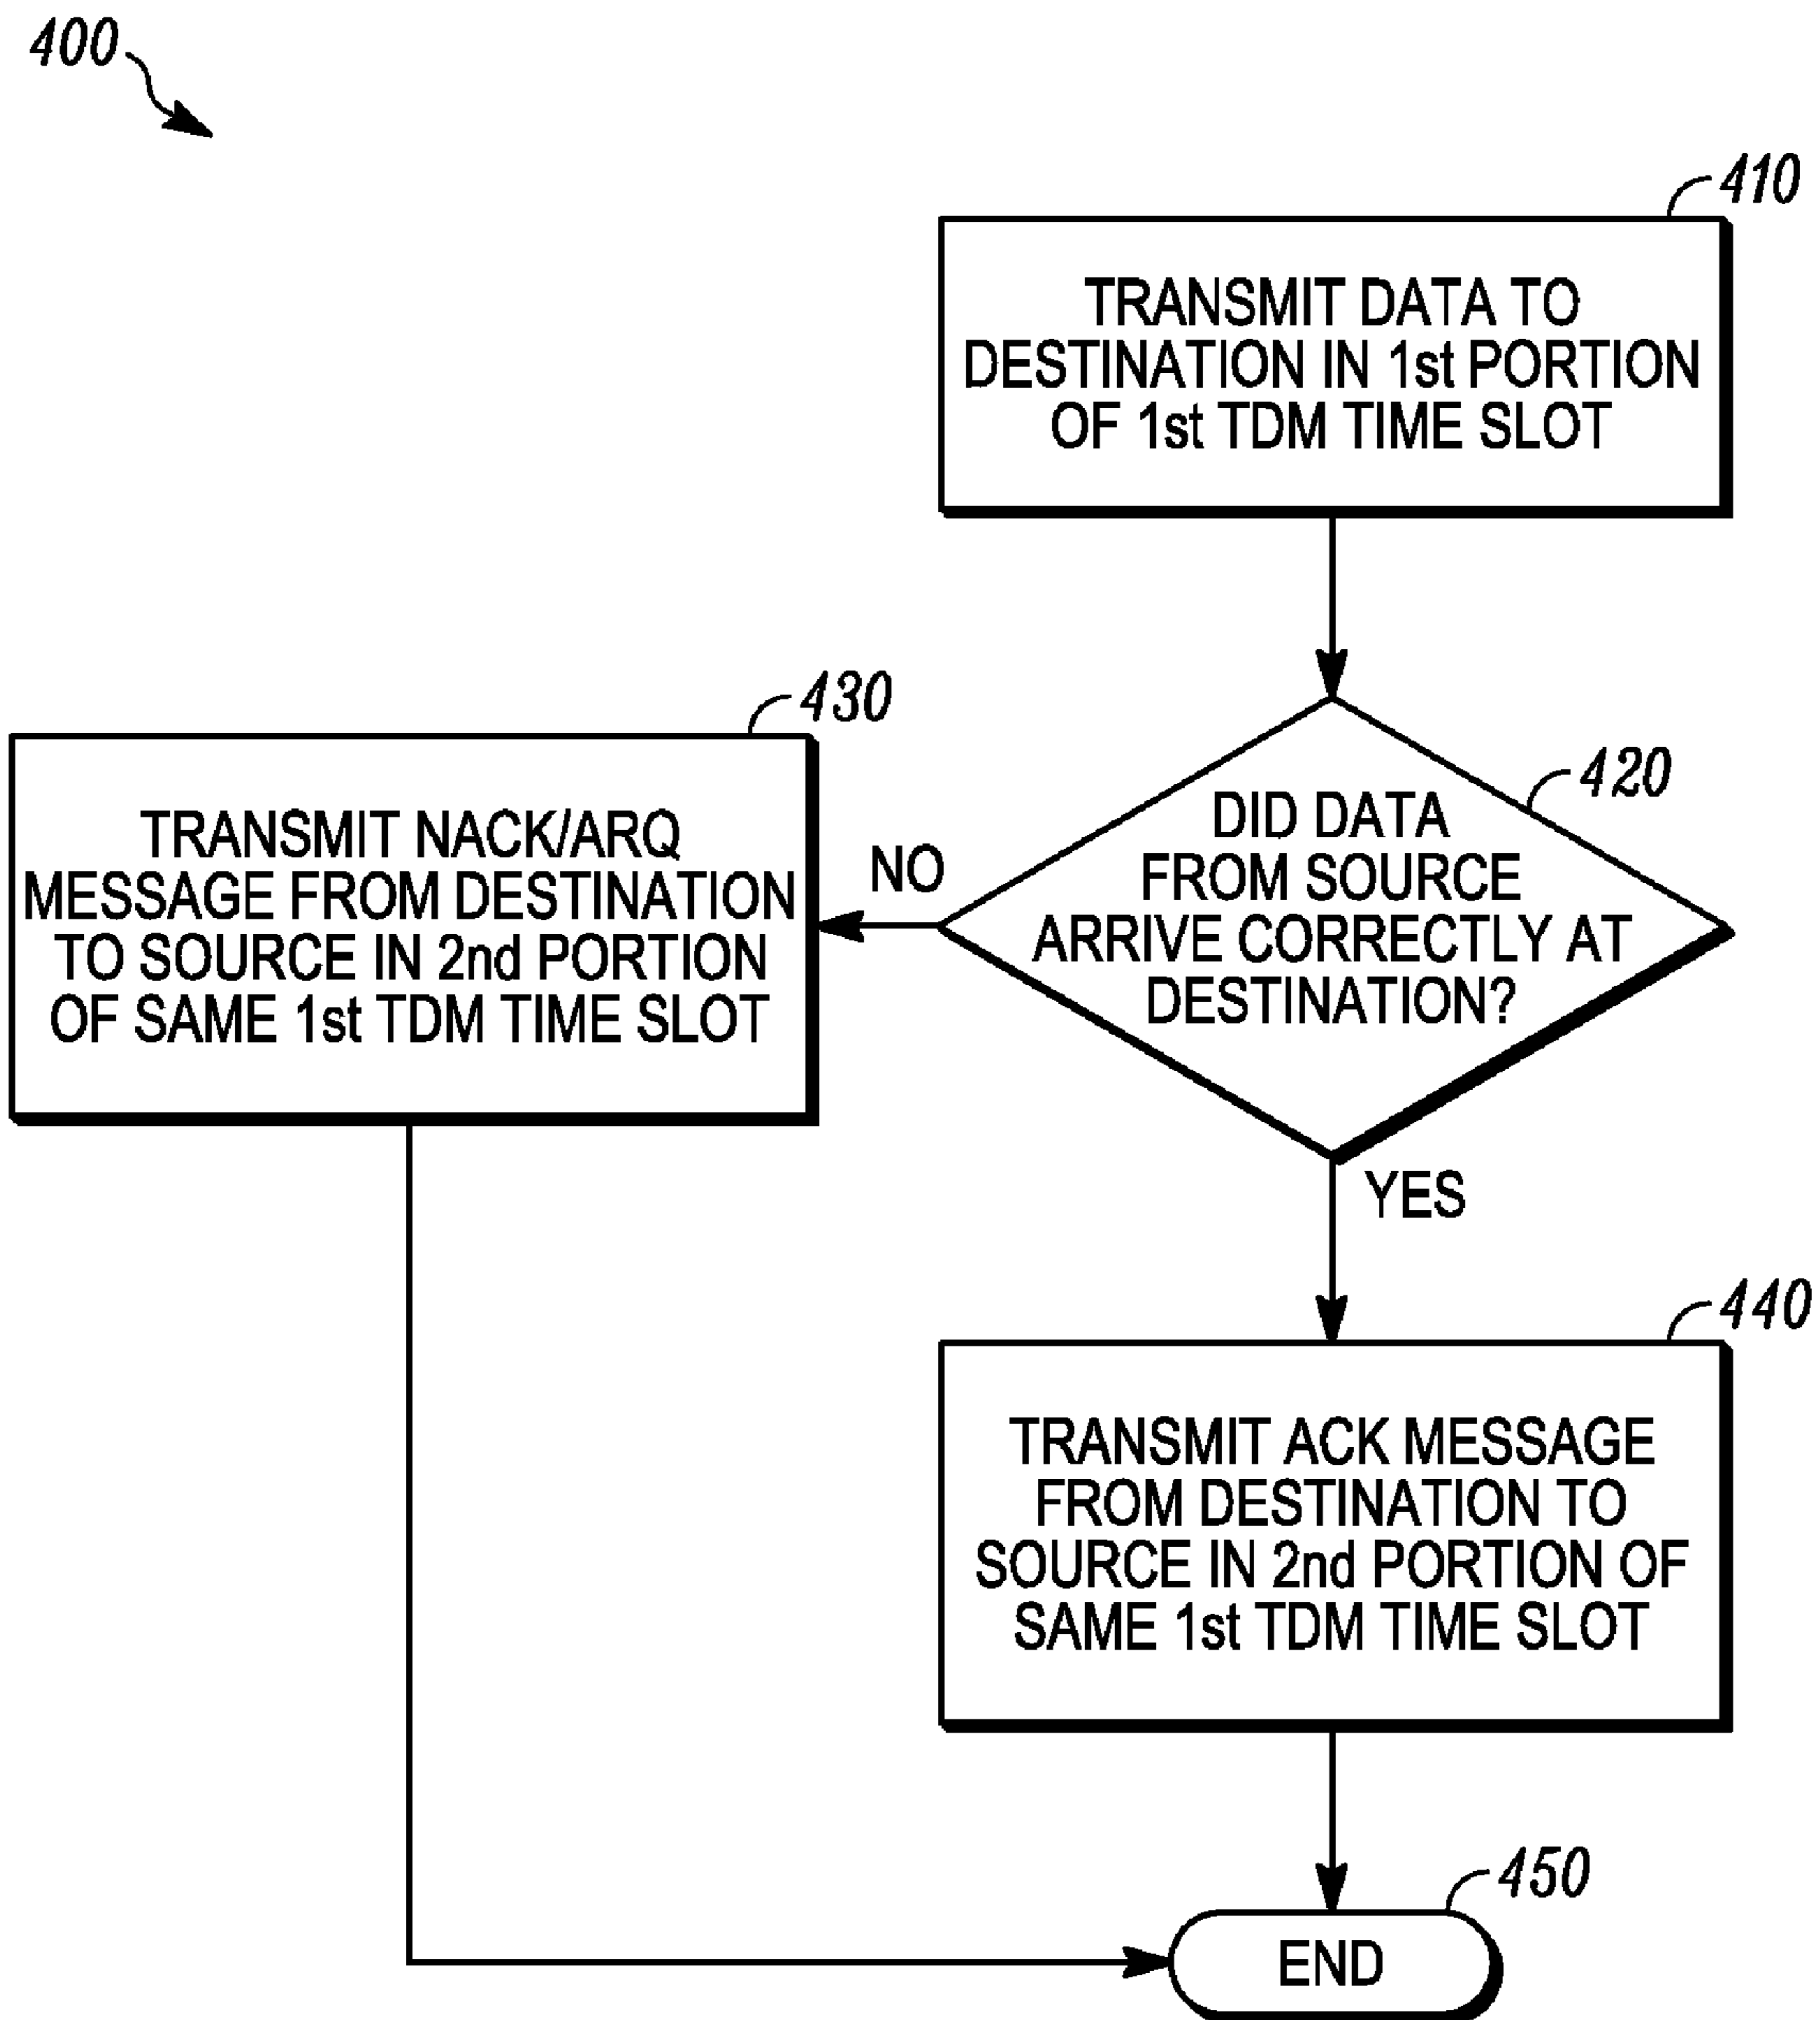 400
410
TRANSMIT DATA TO
DESTINATION IN 1st PORTION
OF 1st TDM TIME SLOT
420
DID DATA
FROM SOURCE
ARRIVE CORRECTLY AT
DESTINATION?
NO
430
TRANSMIT NACK/ARQ
MESSAGE FROM DESTINATION
TO SOURCE IN 2nd PORTION
OF SAME 1st TDM TIME SLOT
YES
440
TRANSMIT ACK MESSAGE
FROM DESTINATION TO
SOURCE IN 2nd PORTION OF
SAME 1st TDM TIME SLOT
450
END